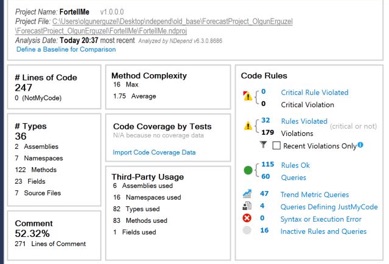 Project Name: FortellMe v1.0.0.0
Project File: C:\Users\olgunerguzel\Desktop\ndependfold_base\ForecastProject_OlgunErguzel
\ForecastProject_OlgunErguzel\FortellMe\FortellMe.ndproj
Analysis Date: Today 20:37 most recent Analyzed by NDepend v6.3.0.8686
Define a Baseline for Comparison
# Lines of Code
247
0 (NotMyCode)
# Types
36
2 Assemblies
7 Namespaces
122 Methods
23 Fields
7 Source Files
Comment
52.32%
271 Lines of Comment
Method Complexity
16 Max
1.75 Average
Code Coverage by Tests
N/A because no coverage data
Import Code Coverage Data
Third-Party Usage
6 Assemblies used
16 Namespaces used
82 Types used
83 Methods used
1 Fields used
Code Rules
0 Critical Rule Violated
0 Critical Violation
32 Rules Violated (critical or not)
179 Violations
Recent Violations Only
115 Rules Ok
60 Queries
47 Trend Metric Queries
4 Queries Defining JustMyCode
0 Syntax or Execution Error
16 Inactive Rules and Queries